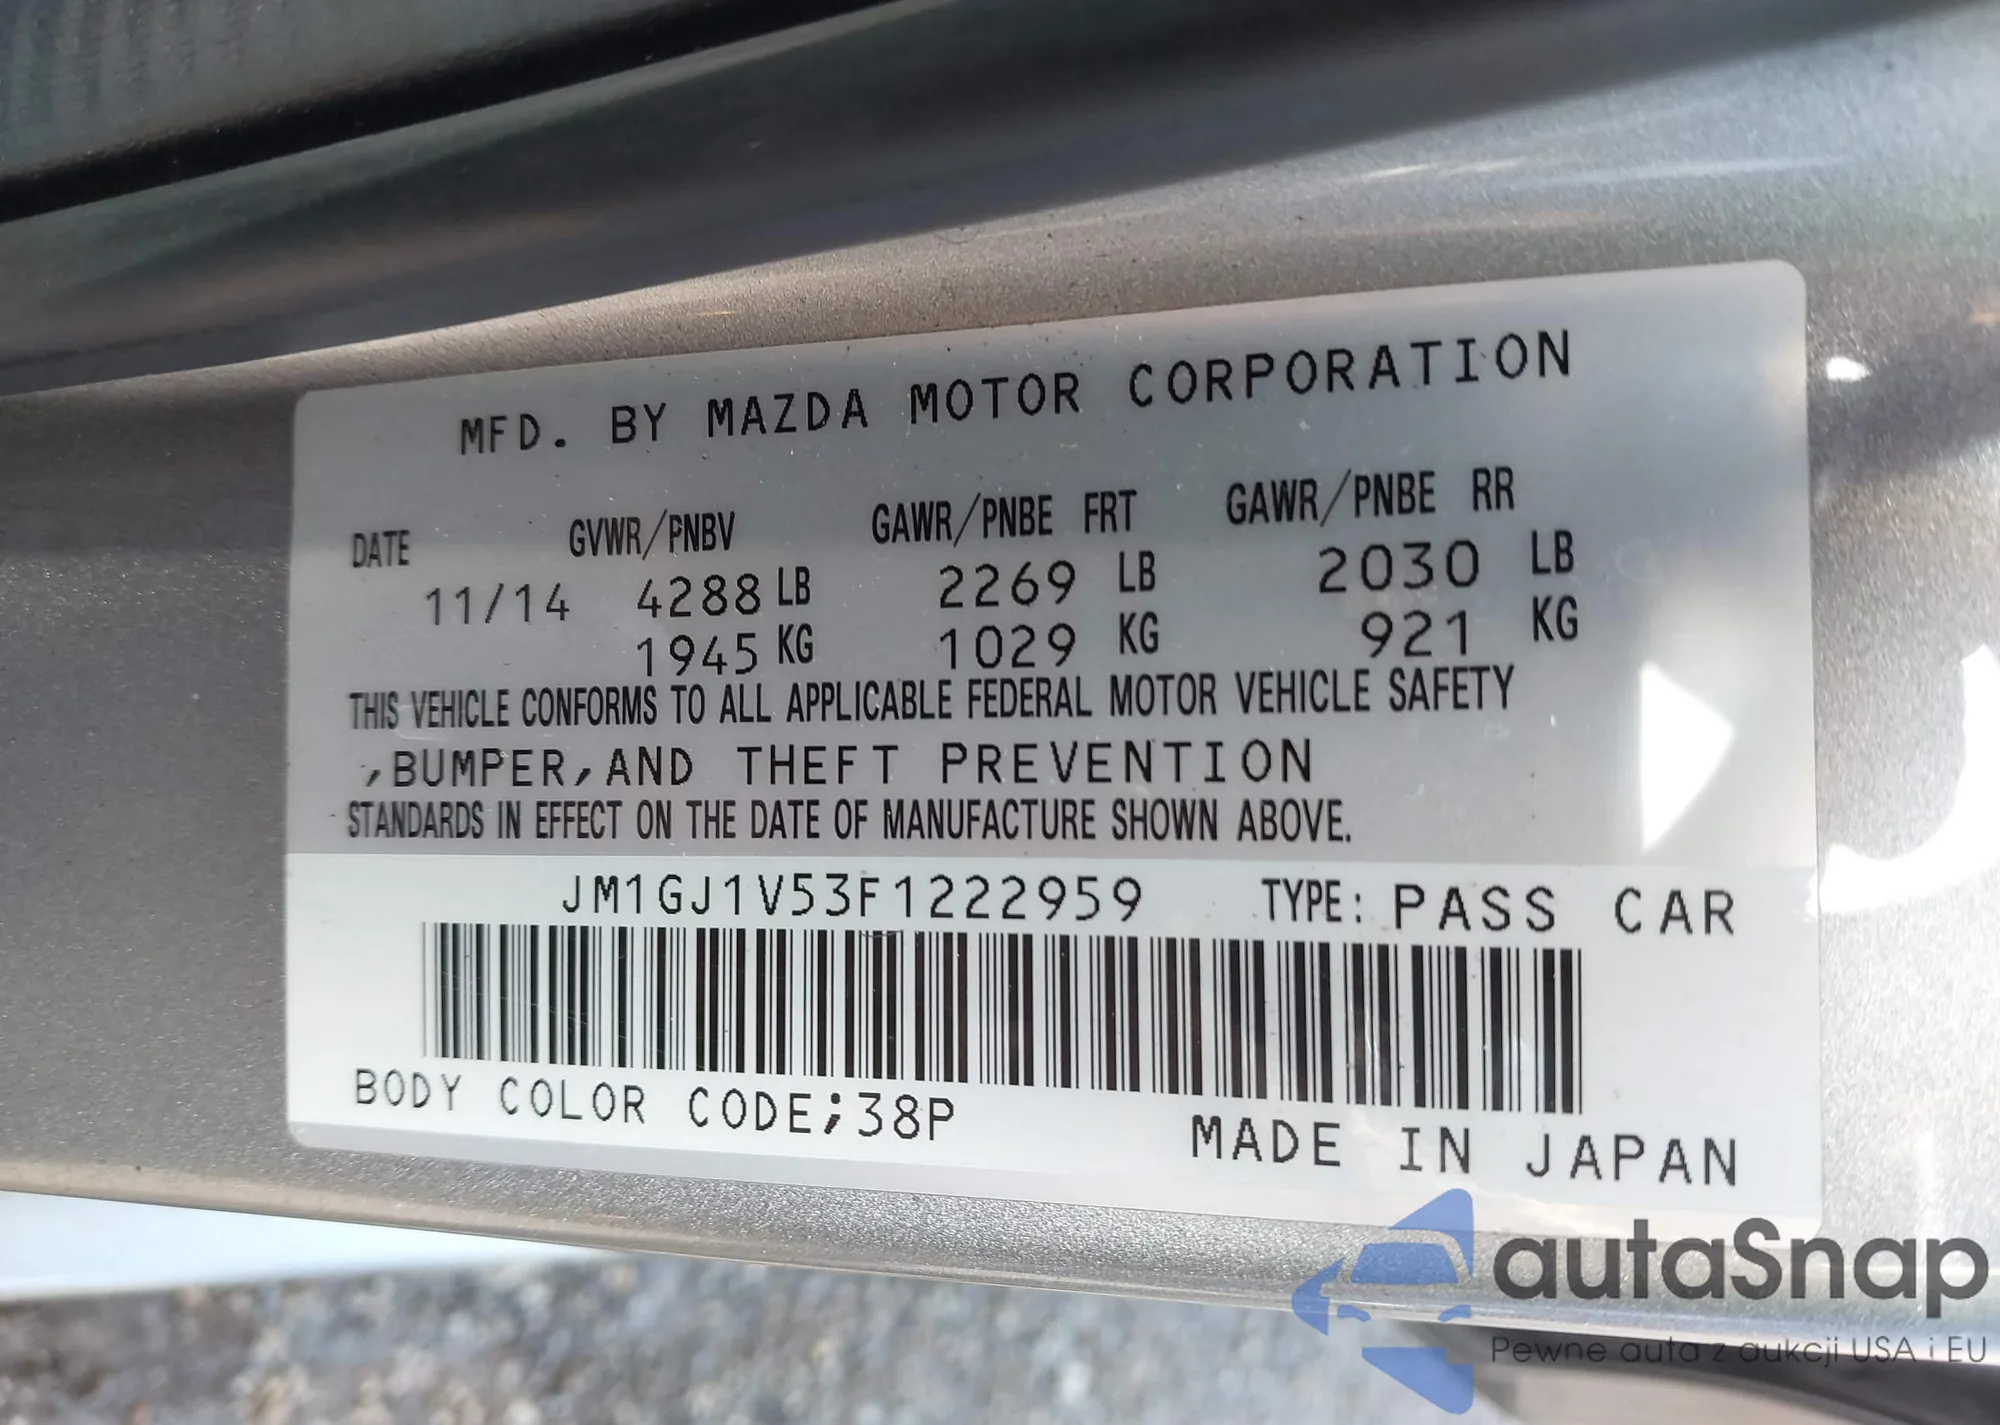 MFD. BY MAZDA MOTOR CORPORATION
DATE GVWR/PNBV GAWR/PNBE FRT GAWR/PNBE RR
11/14 4288 LB 2269 LB 2030 LB
1945 KG 1029 KG 921 KG
THIS VEHICLE CONFORMS TO ALL APPLICABLE FEDERAL MOTOR VEHICLE SAFETY
,BUMPER,AND THEFT PREVENTION
STANDARDS IN EFFECT ON THE DATE OF MANUFACTURE SHOWN ABOVE.
JM1GJ1V53F1222959 TYPE: PASS CAR
BODY COLOR CODE;38P
MADE IN JAPAN
autaSnap
Pewne auta z aukcji USA i EU